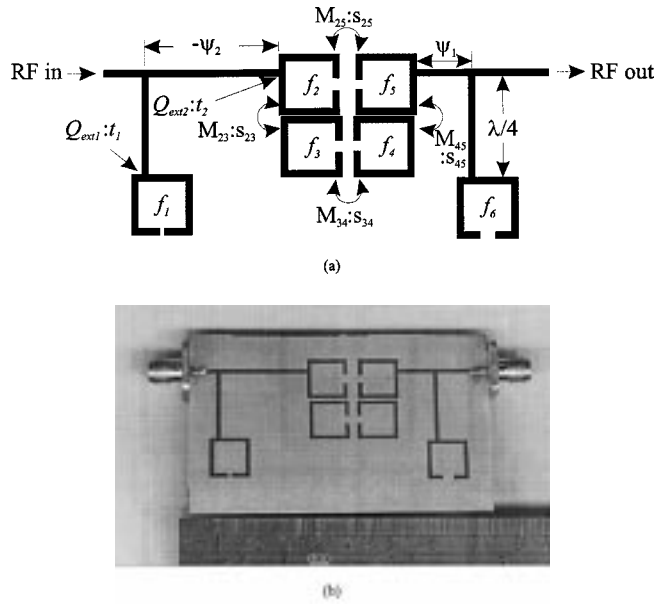 M₂₅:s₂₅
-Ψ₂
Ψ₁
RF in
f₂
f₅
RF out
Qext2:t₂
M₂₃:s₂₃
M₄₅
:s₄₅
λ/4
Qext1:t₁
f₃
f₄
f₁
f₆
M₃₄:s₃₄
(a)
(b)